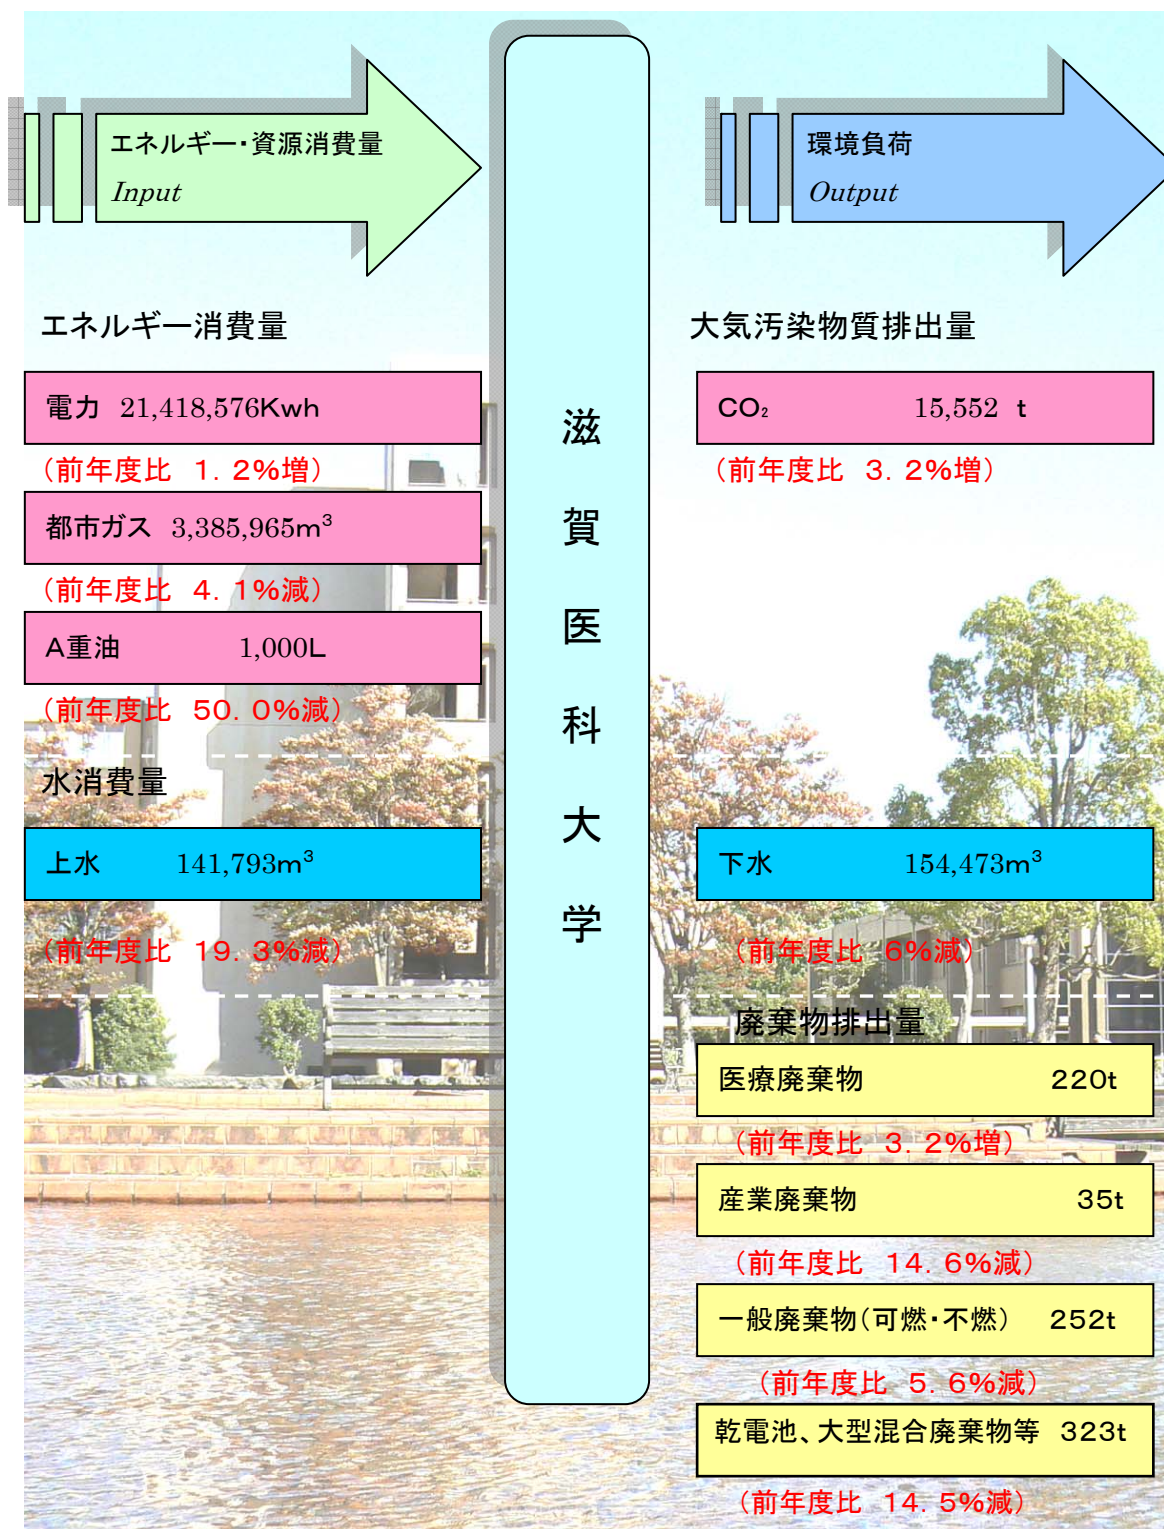 エネルギー・資源消費量
Input
エネルギー消費量
電力 21,418,576Kwh
(前年度比 1.2%増)
都市ガス 3,385,965m³
(前年度比 4.1%減)
A重油 1,000L
(前年度比 50.0%減)
水消費量
上水 141,793m³
(前年度比 19.3%減)
滋賀医科大学
環境負荷
Output
大気汚染物質排出量
CO₂ 15,552 t
(前年度比 3.2%増)
下水 154,473m³
(前年度比 6%減)
廃棄物排出量
医療廃棄物 220t
(前年度比 3.2%増)
産業廃棄物 35t
(前年度比 14.6%減)
一般廃棄物(可燃・不燃) 252t
(前年度比 5.6%減)
乾電池、大型混合廃棄物等 323t
(前年度比 14.5%減)